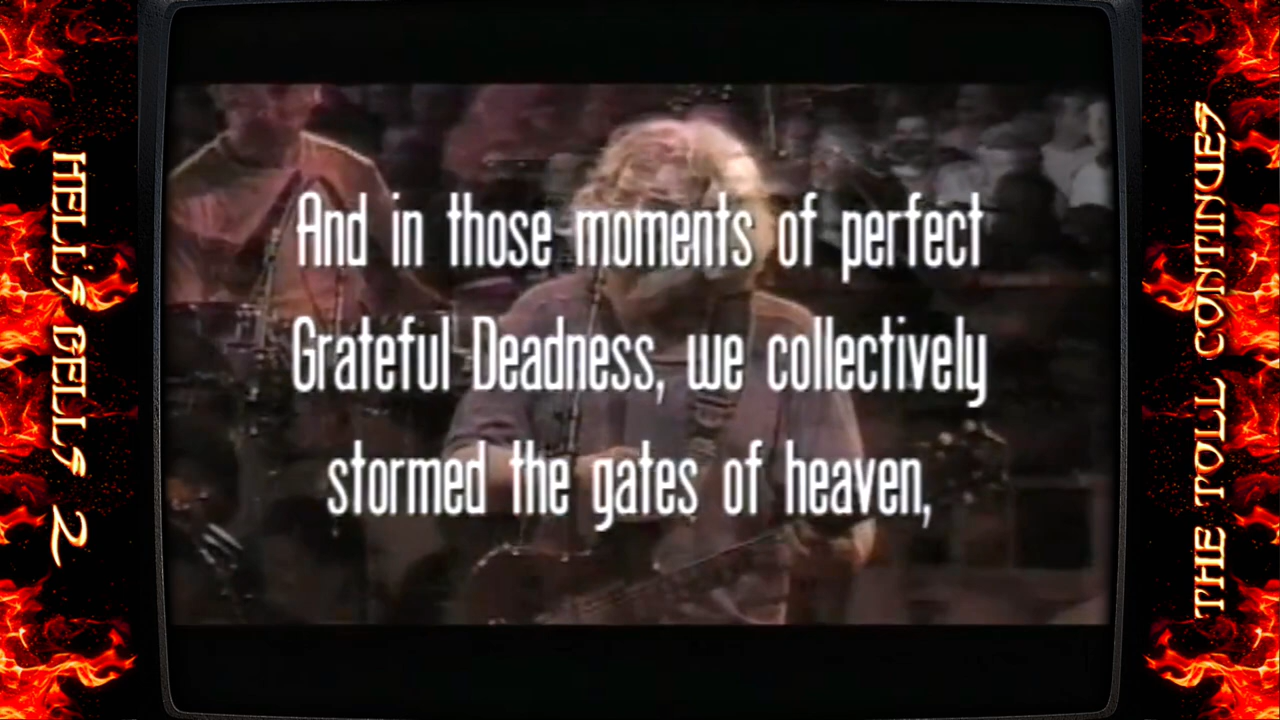 HELL'S BELLS 2
And in those moments of perfect
Grateful Deadness, we collectively
stormed the gates of heaven,
THE TOLL CONTINUES